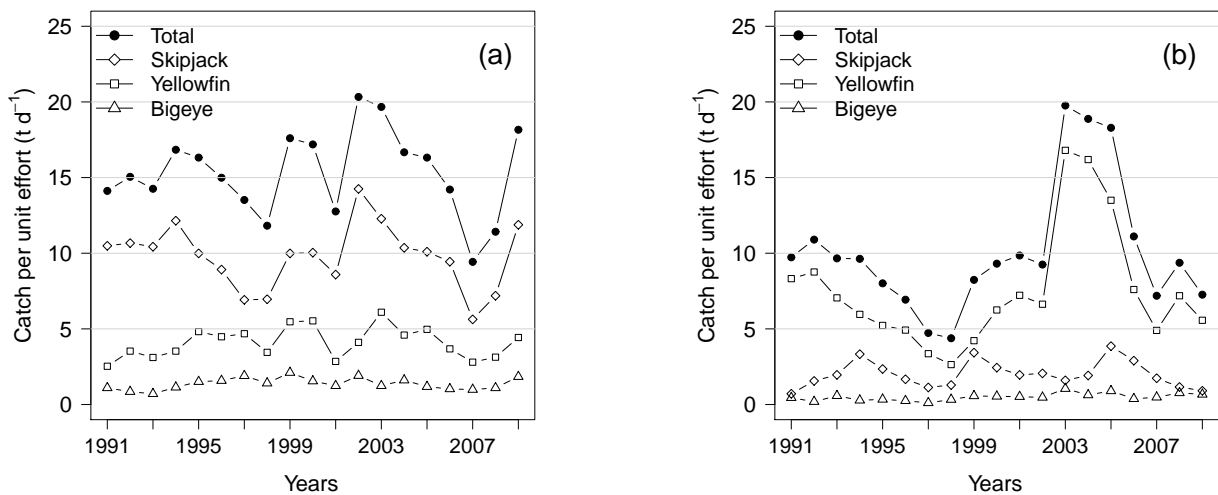 Catch per unit effort (t d−1)
25
20
15
10
5
0
Total
Skipjack
Yellowfin
Bigeye
(a)
1991 1995 1999 2003 2007
Years
Catch per unit effort (t d−1)
25
20
15
10
5
0
Total
Skipjack
Yellowfin
Bigeye
(b)
1991 1995 1999 2003 2007
Years